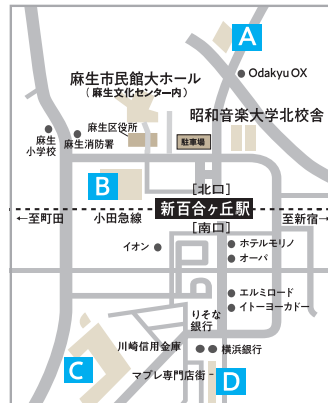 A
Odakyu OX
麻生市民館大ホール
（麻生文化センター内）
昭和音楽大学北校舎
麻生区役所
麻生
小学校
麻生消防署
駐車場
B
［北口］
←至町田
小田急線
新百合ヶ丘駅
至新宿→
［南口］
イオン
ホテルモリノ
オーパ
エルミロード
イトーヨーカドー
りそな
銀行
川崎信用金庫
横浜銀行
C
マプレ専門店街
D